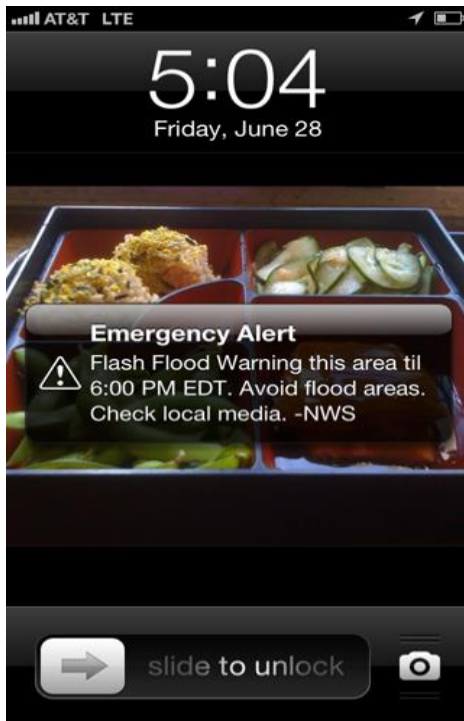 AT&T LTE
5:04
Friday, June 28
Emergency Alert
Flash Flood Warning this area til
6:00 PM EDT. Avoid flood areas.
Check local media. -NWS
slide to unlock